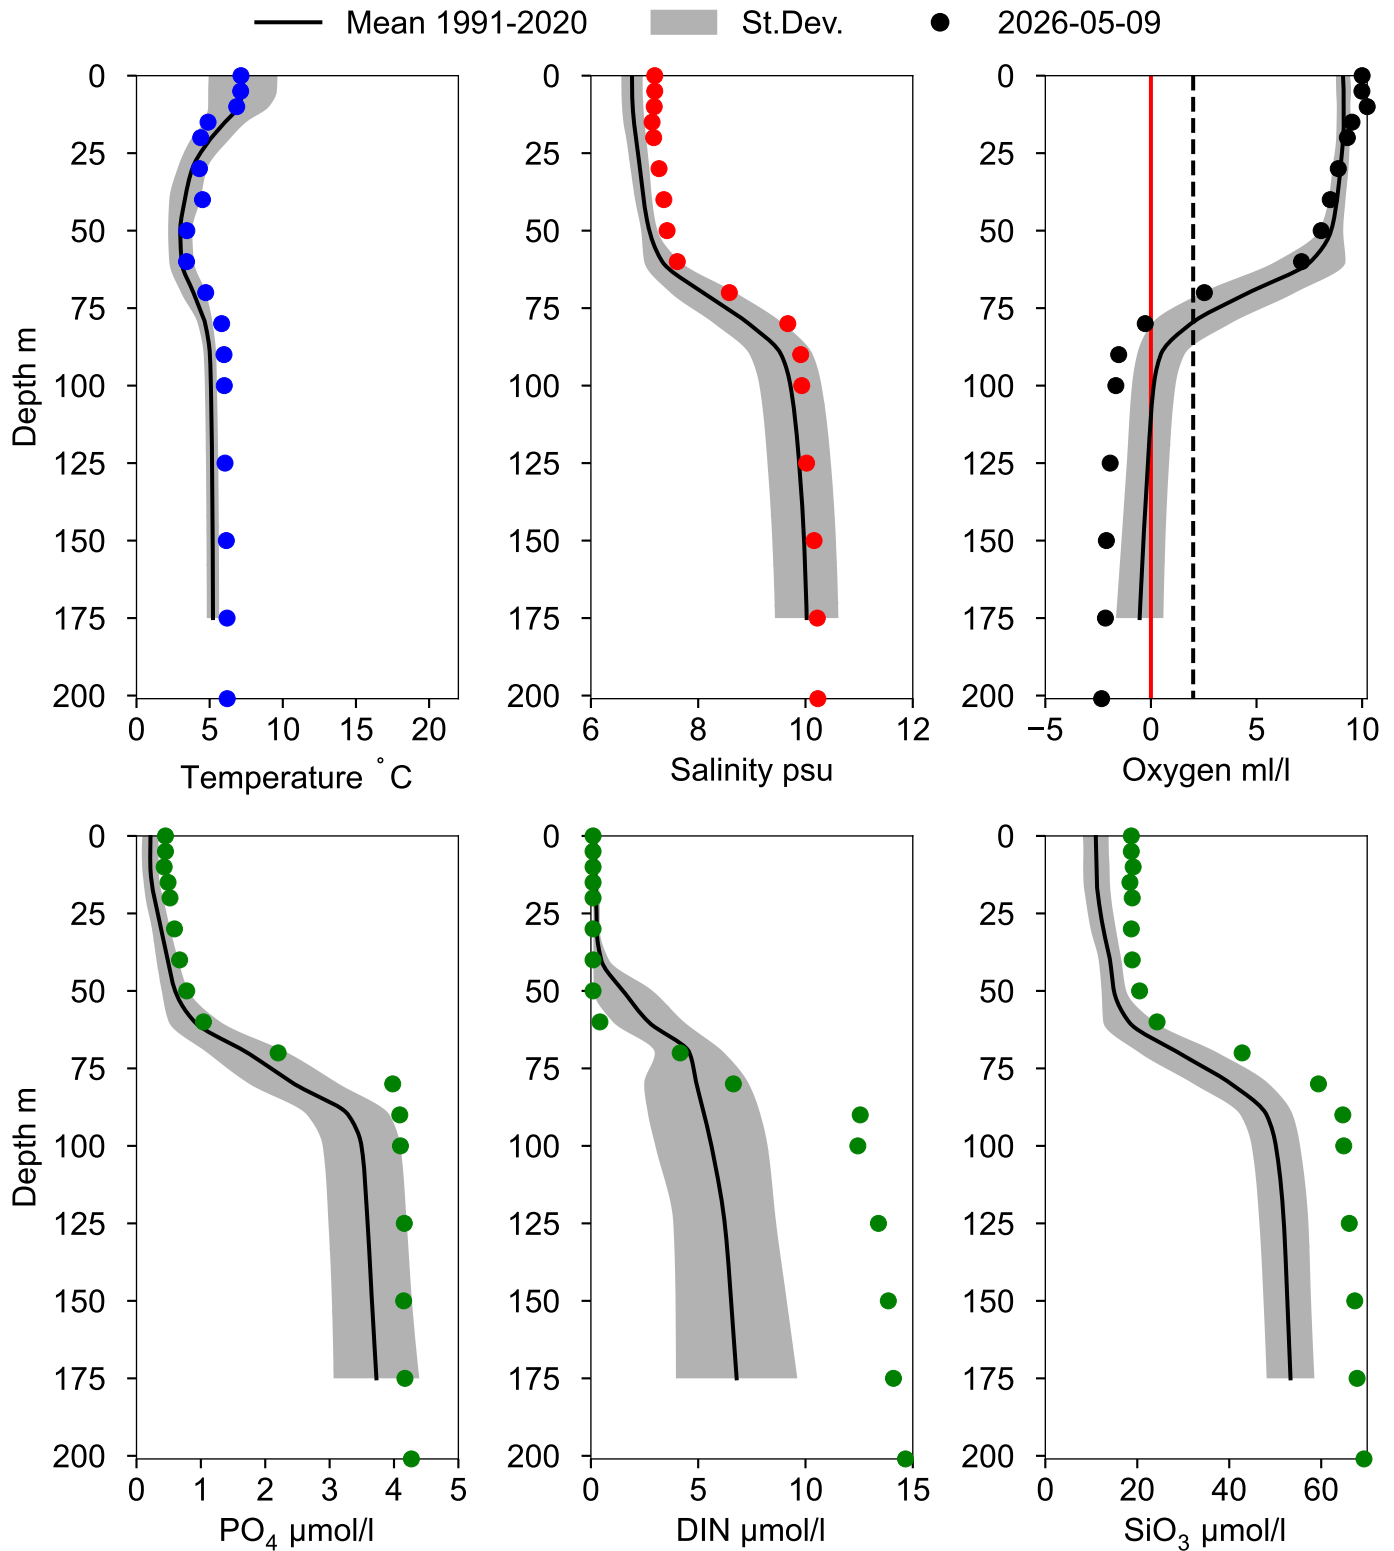 Mean 1991-2020 St.Dev. 2026-05-09
0 0 0
25 25 25
50 50 50
75 75 75
100 100 100
125 125 125
150 150 150
175 175 175
200 200 200
Depth m
0 5 10 15 20 6 8 10 12 −5 0 5 10
Temperature °C Salinity psu Oxygen ml/l
0 0 0
25 25 25
50 50 50
75 75 75
100 100 100
125 125 125
150 150 150
175 175 175
200 200 200
Depth m
0 1 2 3 4 5 0 5 10 15 0 20 40 60
PO₄ µmol/l DIN µmol/l SiO₃ µmol/l